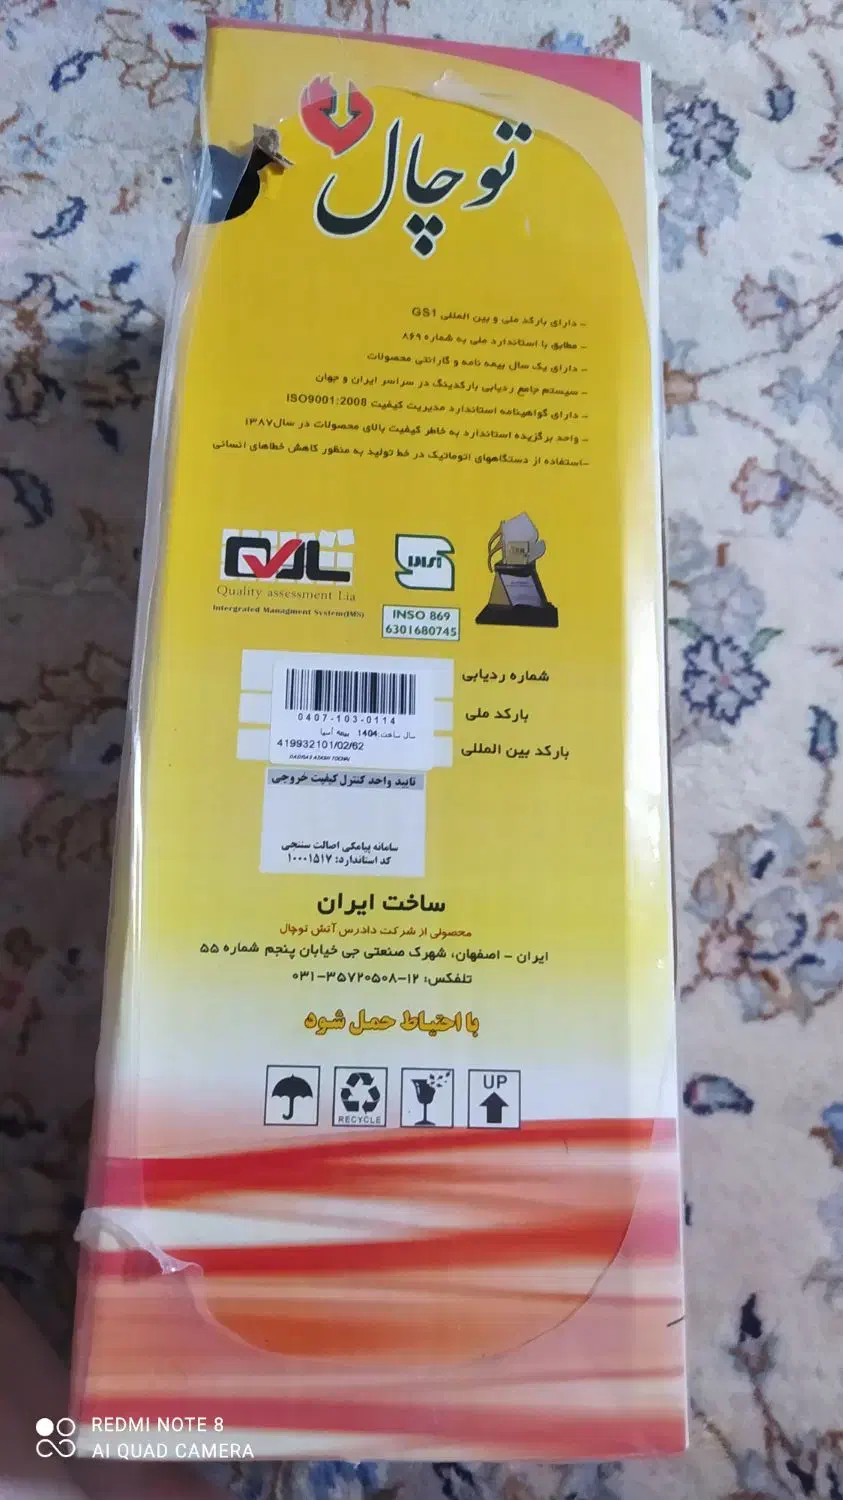 توچال
- دارای بارکد ملی و بین المللی GS1
- مطابق با استاندارد ملی به شماره ۸۶۹
- دارای یک سال بیمه نامه و گارانتی محصولات
- سیستم جامع ردیابی بارکدینگ در سراسر ایران و جهان
- دارای گواهینامه استاندارد مدیریت کیفیت ISO9001:2008
- واحد برگزیده استاندارد به خاطر کیفیت بالای محصولات در سال۱۳۸۷
-استفاده از دستگاههای اتوماتیک در خط تولید به منظور کاهش خطاهای انسانی
Quality assessment Lia
Intergrated Managment System(IMS)
INSO 869
6301680745
شماره ردیابی
بارکد ملی
بارکد بین المللی
0407-103-0114
سال ساخت:1404 بیمه آسیا
419932101/02/62
تایید واحد کنترل کیفیت خروجی
سامانه پیامکی اصالت سنجی
کد استاندارد: ۱۰۰۰۱۵۱۷
ساخت ایران
محصولی از شرکت دادرس آتش توچال
ایران - اصفهان، شهرک صنعتی جی خیابان پنجم شماره ۵۵
تلفکس: ۱۲-۳۵۷۲۰۵۰۸-۰۳۱
با احتیاط حمل شود
RECYCLE
UP
REDMI NOTE 8
AI QUAD CAMERA